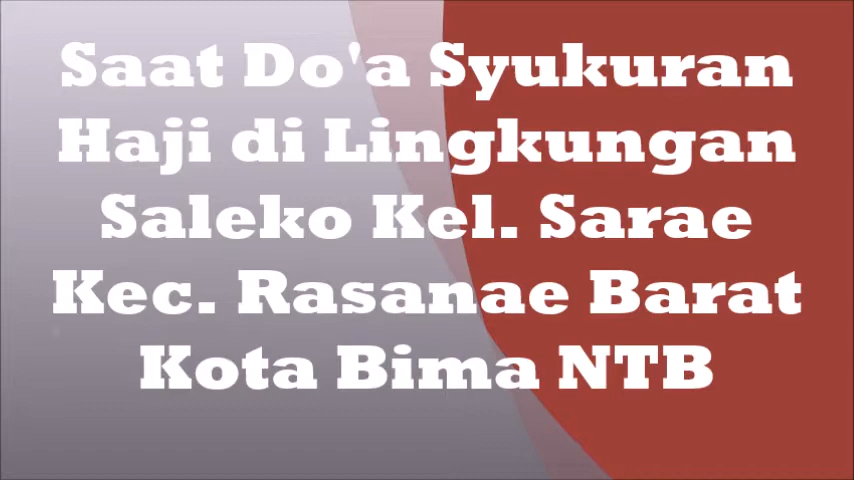 Saat Do'a Syukuran
Haji di Lingkungan
Saleko Kel. Sarae
Kec. Rasanae Barat
Kota Bima NTB